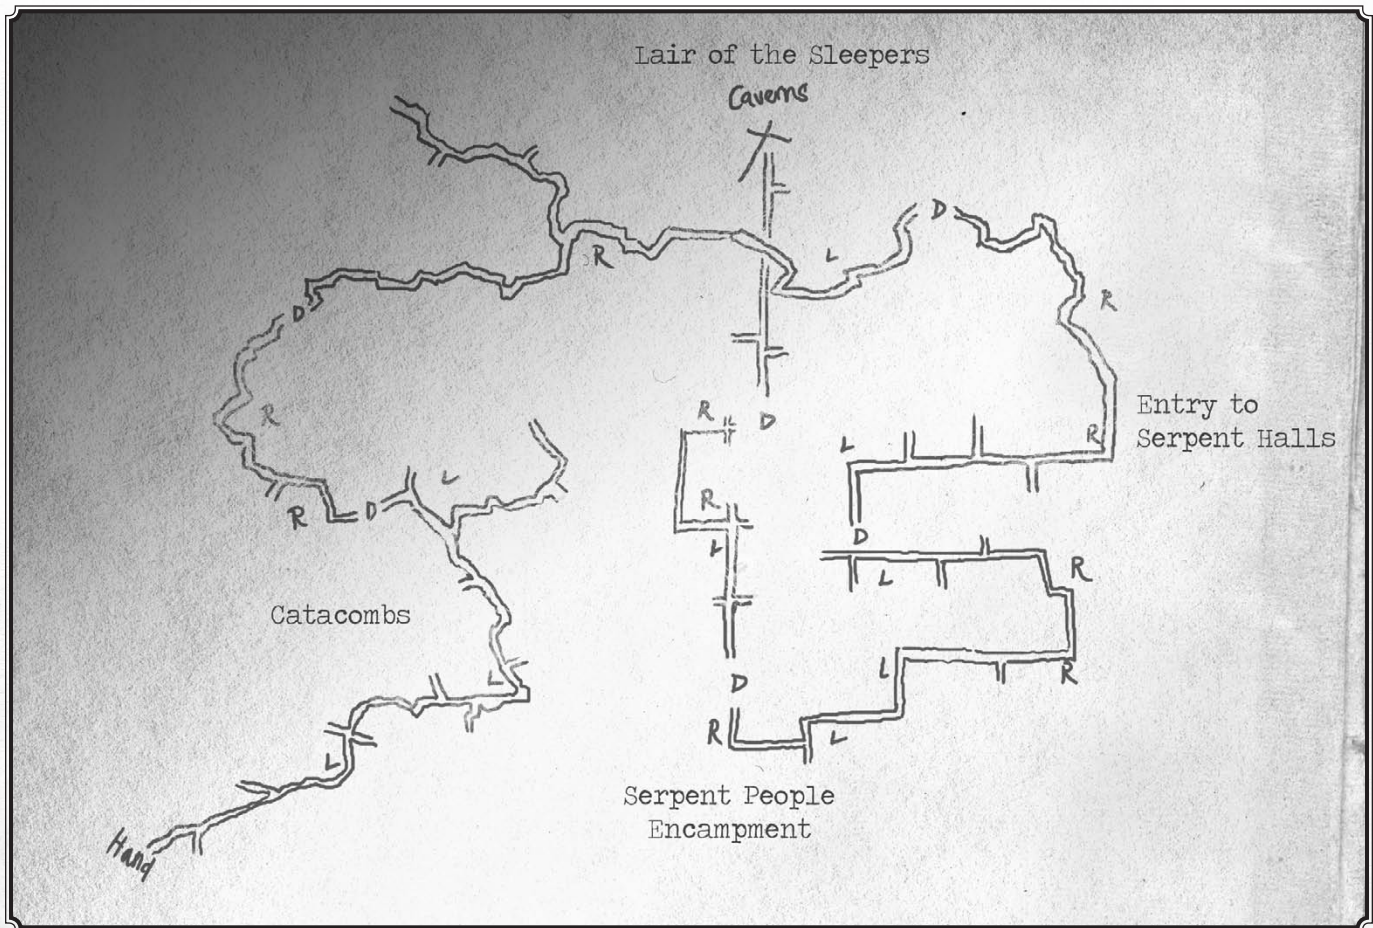 Lair of the Sleepers
Caverns
D
L
R
R
D
R
Entry to
Serpent Halls
R
D
R
L
R
L
R
R
D
L
D
L
R
L
Catacombs
D
L
R
L
R
L
L
Serpent People
Encampment
Hand